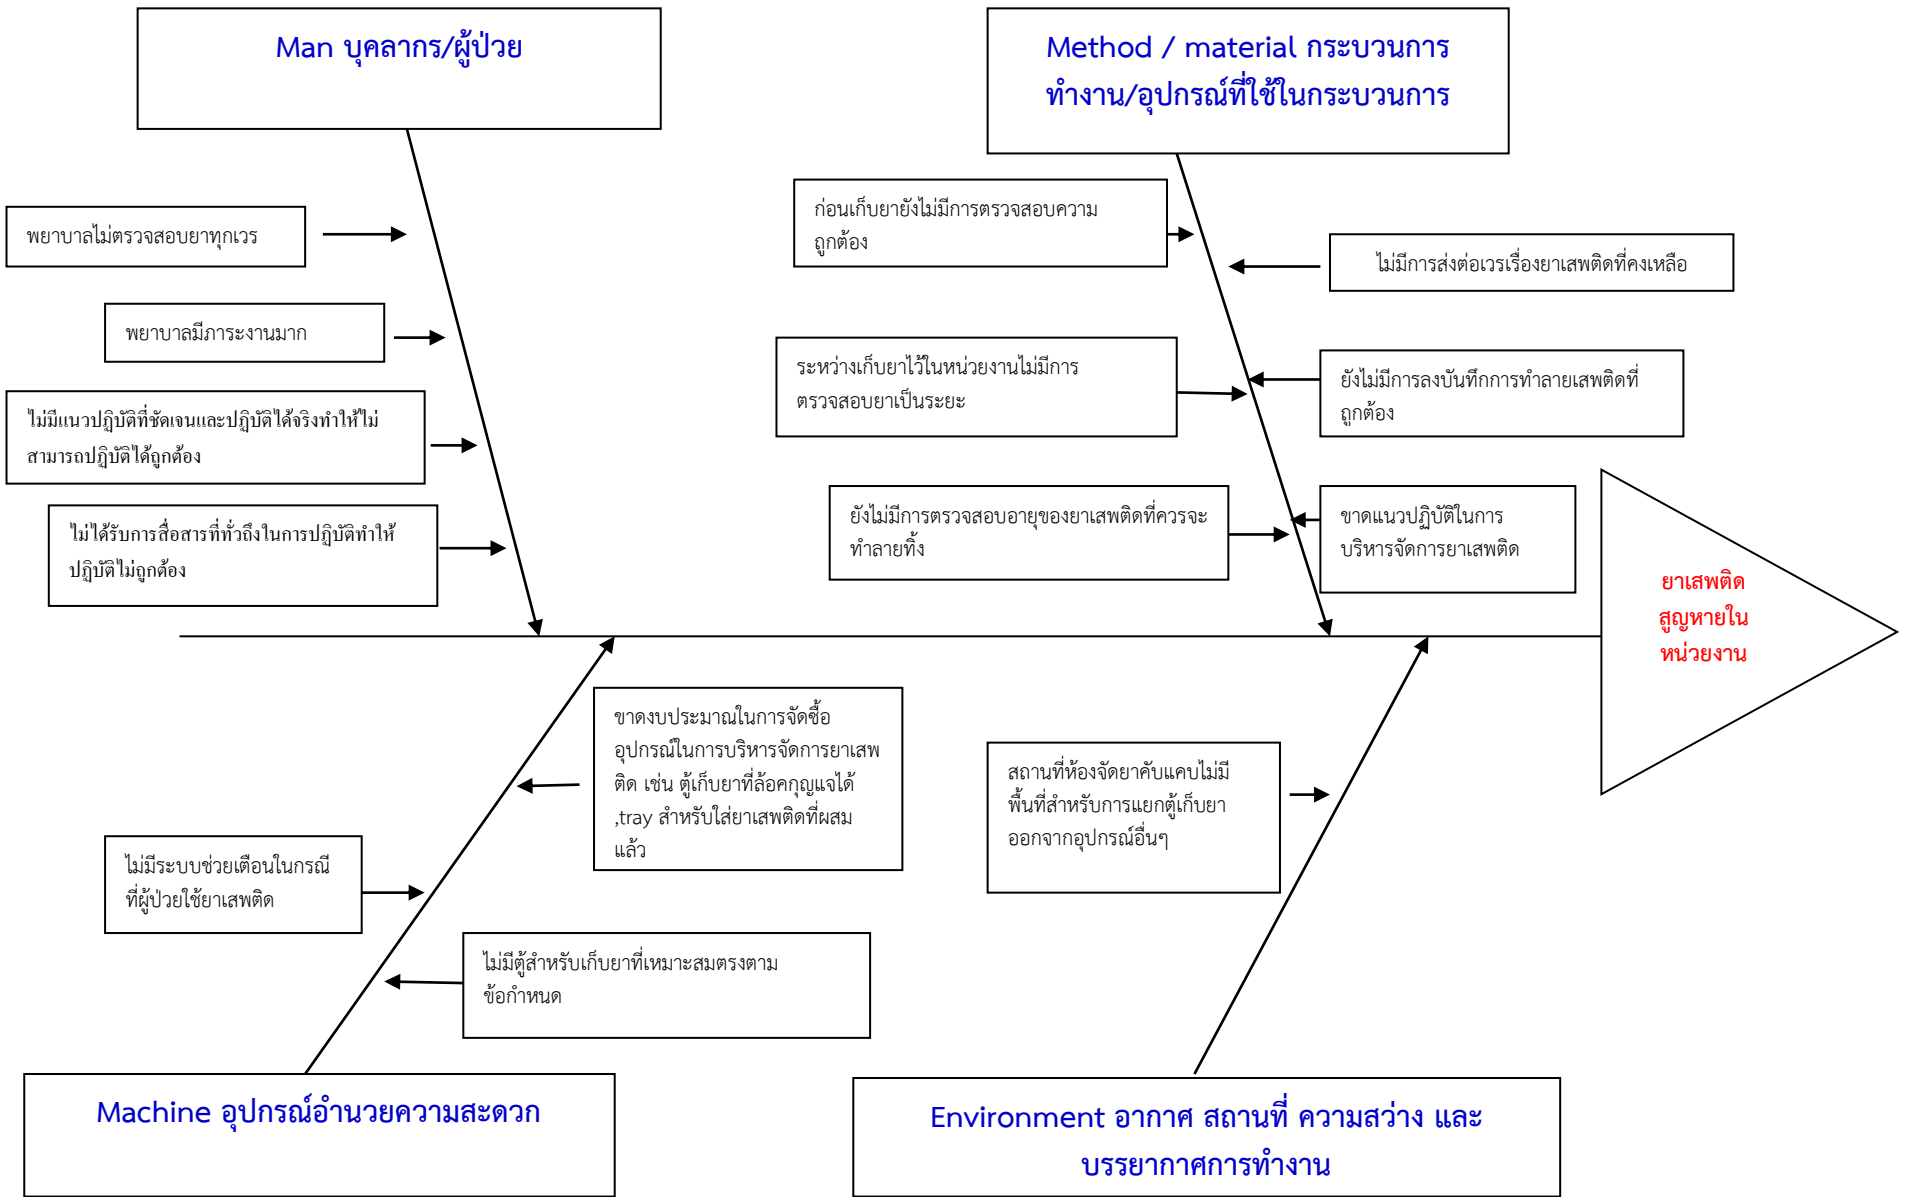 Man บุคลากร/ผู้ป่วย
Method / material กระบวนการ
ทำงาน/อุปกรณ์ที่ใช้ในกระบวนการ
พยาบาลไม่ตรวจสอบยาทุกเวร
พยาบาลมีภาระงานมาก
ไม่มีแนวปฏิบัติที่ชัดเจนและปฏิบัติได้จริงทำให้ไม่
สามารถปฏิบัติได้ถูกต้อง
ไม่ได้รับการสื่อสารที่ทั่วถึงในการปฏิบัติทำให้
ปฏิบัติไม่ถูกต้อง
ก่อนเก็บยายังไม่มีการตรวจสอบความ
ถูกต้อง
ไม่มีการส่งต่อเวรเรื่องยาเสพติดที่คงเหลือ
ระหว่างเก็บยาไว้ในหน่วยงานไม่มีการ
ตรวจสอบยาเป็นระยะ
ยังไม่มีการลงบันทึกการทำลายเสพติดที่
ถูกต้อง
ยังไม่มีการตรวจสอบอายุของยาเสพติดที่ควรจะ
ทำลายทิ้ง
ขาดแนวปฏิบัติในการ
บริหารจัดการยาเสพติด
ยาเสพติด
สูญหายใน
หน่วยงาน
ขาดงบประมาณในการจัดซื้อ
อุปกรณ์ในการบริหารจัดการยาเสพ
ติด เช่น ตู้เก็บยาที่ล้อคกุญแจได้
,tray สำหรับใส่ยาเสพติดที่ผสม
แล้ว
ไม่มีระบบช่วยเตือนในกรณี
ที่ผู้ป่วยใช้ยาเสพติด
ไม่มีตู้สำหรับเก็บยาที่เหมาะสมตรงตาม
ข้อกำหนด
สถานที่ห้องจัดยาคับแคบไม่มี
พื้นที่สำหรับการแยกตู้เก็บยา
ออกจากอุปกรณ์อื่นๆ
Machine อุปกรณ์อำนวยความสะดวก
Environment อากาศ สถานที่ ความสว่าง และ
บรรยากาศการทำงาน